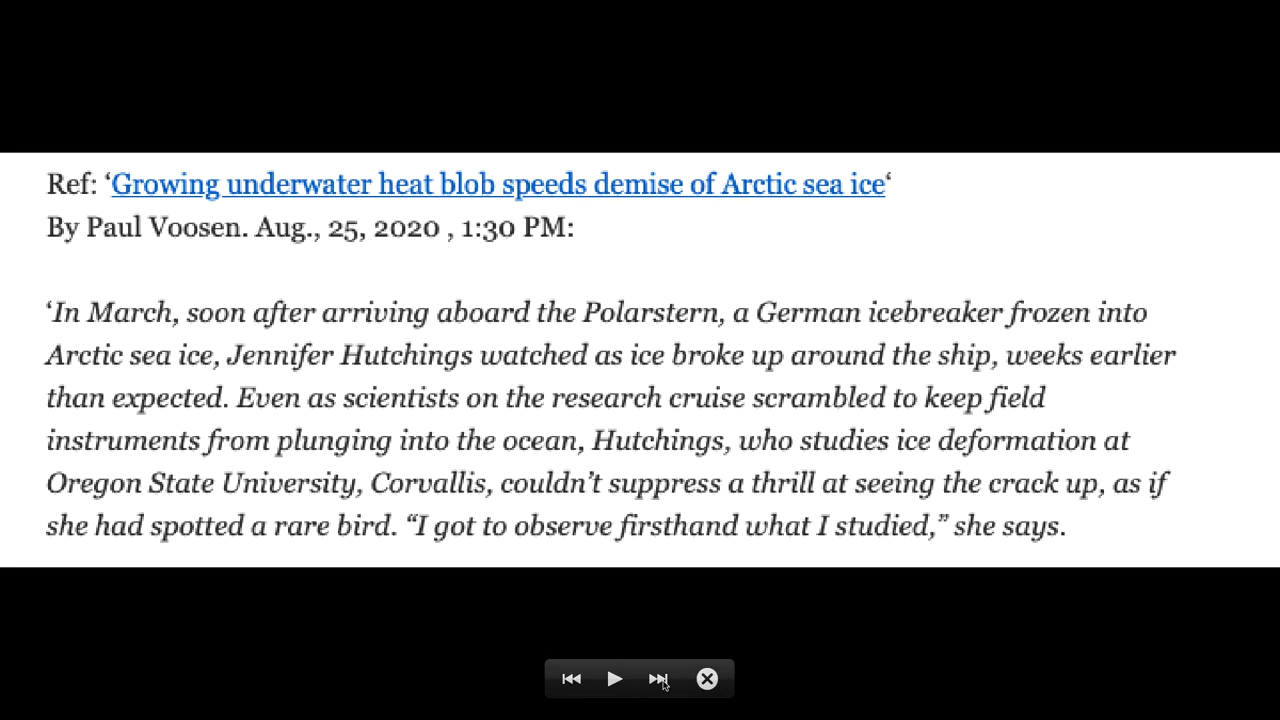 Ref: ‘Growing underwater heat blob speeds demise of Arctic sea ice‘
By Paul Voosen. Aug., 25, 2020 , 1:30 PM:
‘In March, soon after arriving aboard the Polarstern, a German icebreaker frozen into
Arctic sea ice, Jennifer Hutchings watched as ice broke up around the ship, weeks earlier
than expected. Even as scientists on the research cruise scrambled to keep field
instruments from plunging into the ocean, Hutchings, who studies ice deformation at
Oregon State University, Corvallis, couldn’t suppress a thrill at seeing the crack up, as if
she had spotted a rare bird. “I got to observe firsthand what I studied,” she says.